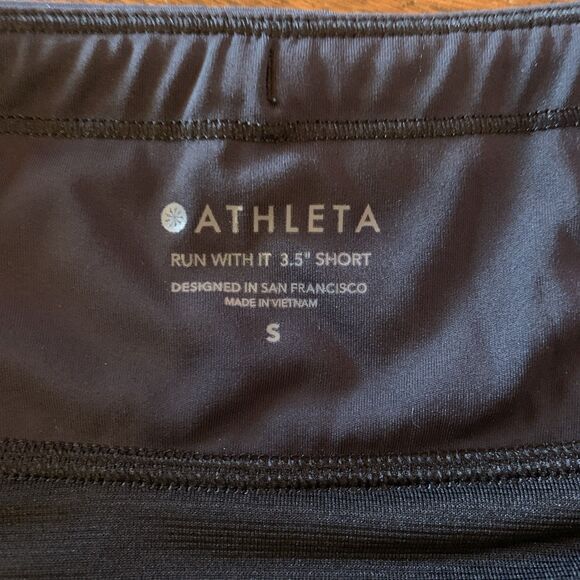 ATHLETA
RUN WITH IT 3.5" SHORT
DESIGNED IN SAN FRANCISCO
MADE IN VIETNAM
S